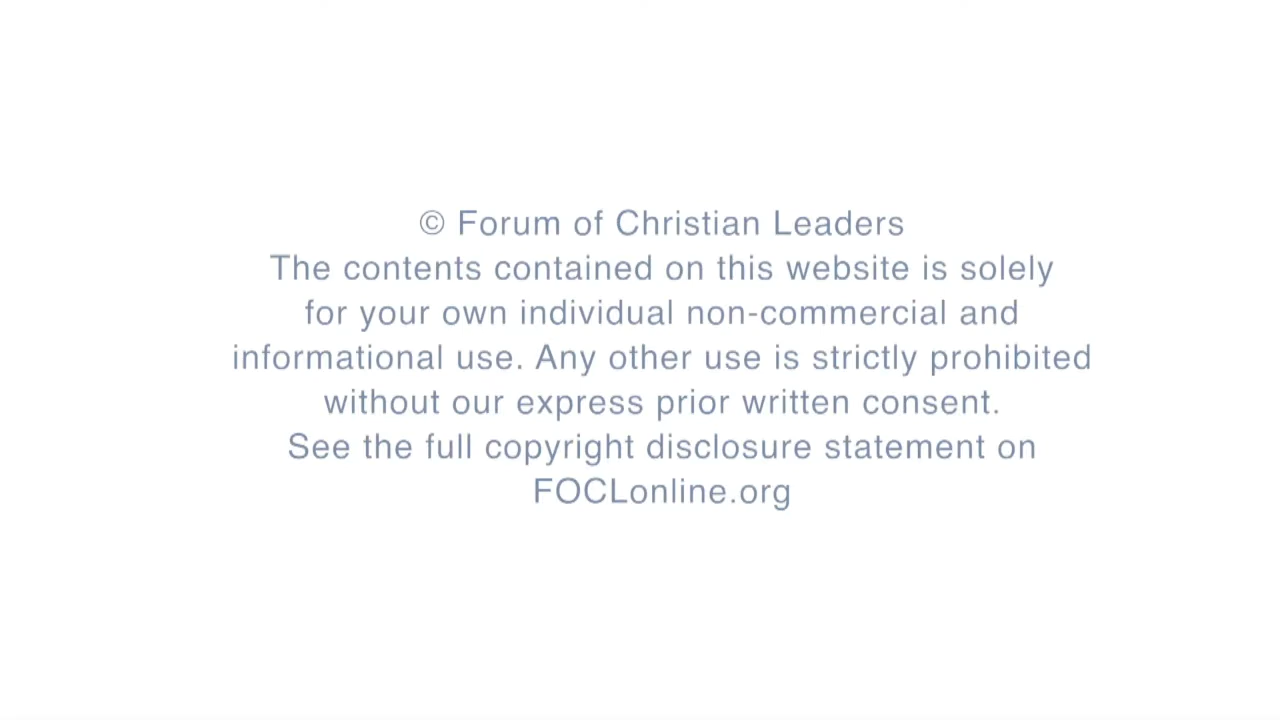 © Forum of Christian Leaders
The contents contained on this website is solely
for your own individual non-commercial and
informational use. Any other use is strictly prohibited
without our express prior written consent.
See the full copyright disclosure statement on
FOCLonline.org